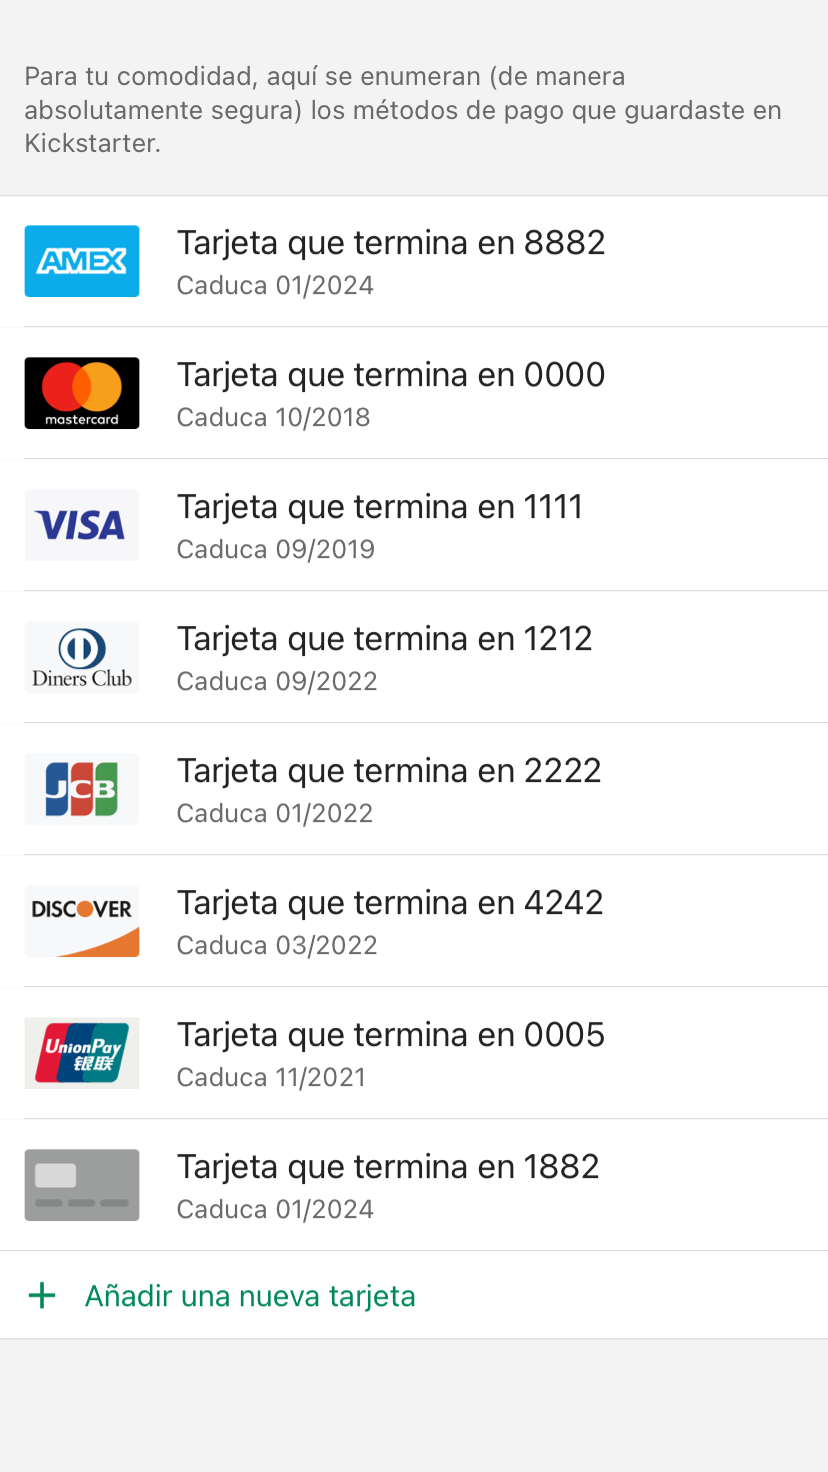 Para tu comodidad, aquí se enumeran (de manera
absolutamente segura) los métodos de pago que guardaste en
Kickstarter.
AMEX
Tarjeta que termina en 8882
Caduca 01/2024
mastercard
Tarjeta que termina en 0000
Caduca 10/2018
VISA
Tarjeta que termina en 1111
Caduca 09/2019
Diners Club
Tarjeta que termina en 1212
Caduca 09/2022
JCB
Tarjeta que termina en 2222
Caduca 01/2022
DISCOVER
Tarjeta que termina en 4242
Caduca 03/2022
UnionPay
银联
Tarjeta que termina en 0005
Caduca 11/2021
Tarjeta que termina en 1882
Caduca 01/2024
+ Añadir una nueva tarjeta